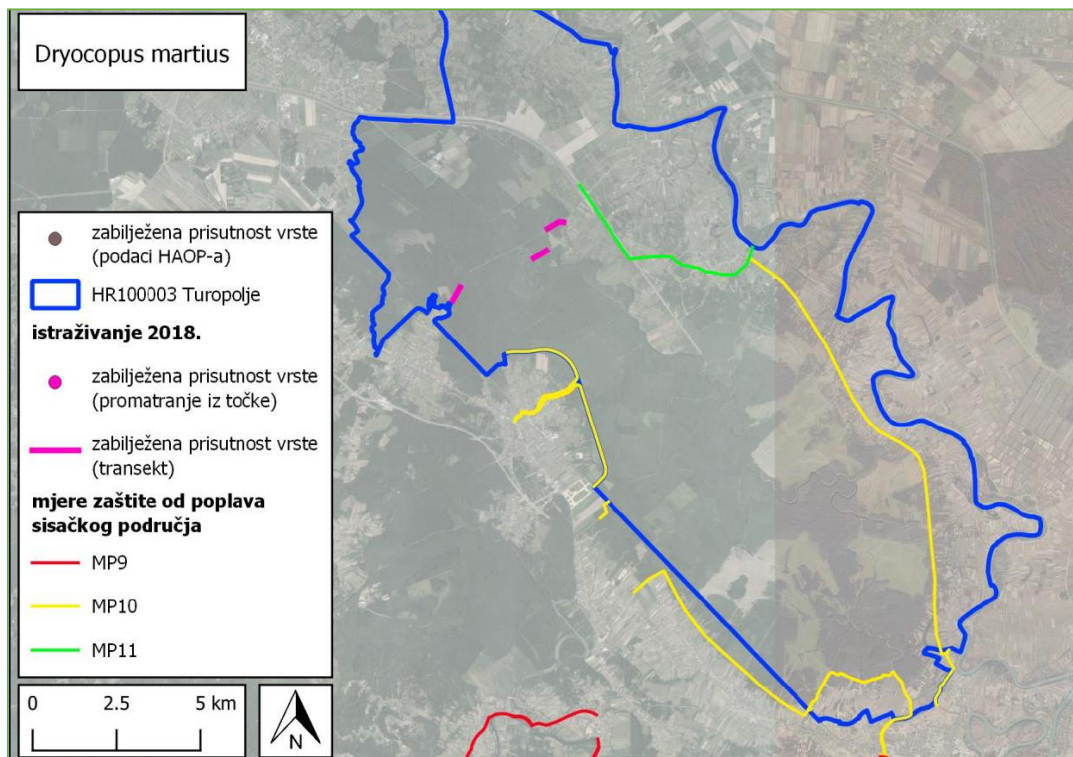 Dryocopus martius
zabilježena prisutnost vrste
(podaci HAOP-a)
HR100003 Turopolje
istraživanje 2018.
zabilježena prisutnost vrste
(promatranje iz točke)
zabilježena prisutnost vrste
(transekt)
mjere zaštite od poplava
sisačkog područja
MP9
MP10
MP11
0 2.5 5 km
N